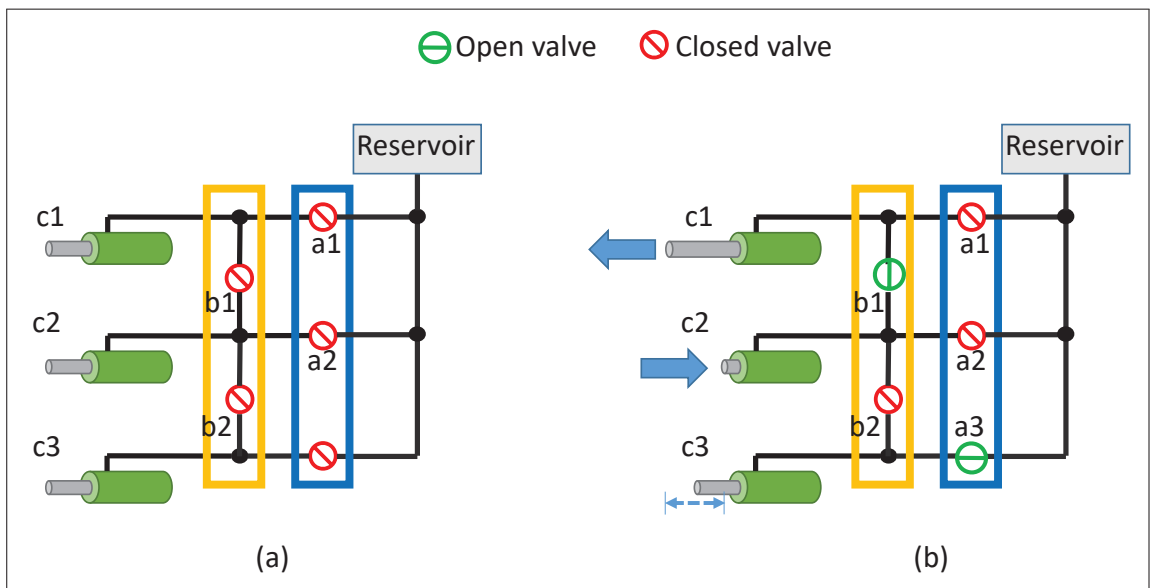 Open valve
Closed valve
Reservoir
c1
a1
b1
c2
a2
b2
c3
(a)
Reservoir
c1
a1
b1
c2
a2
b2
a3
c3
(b)